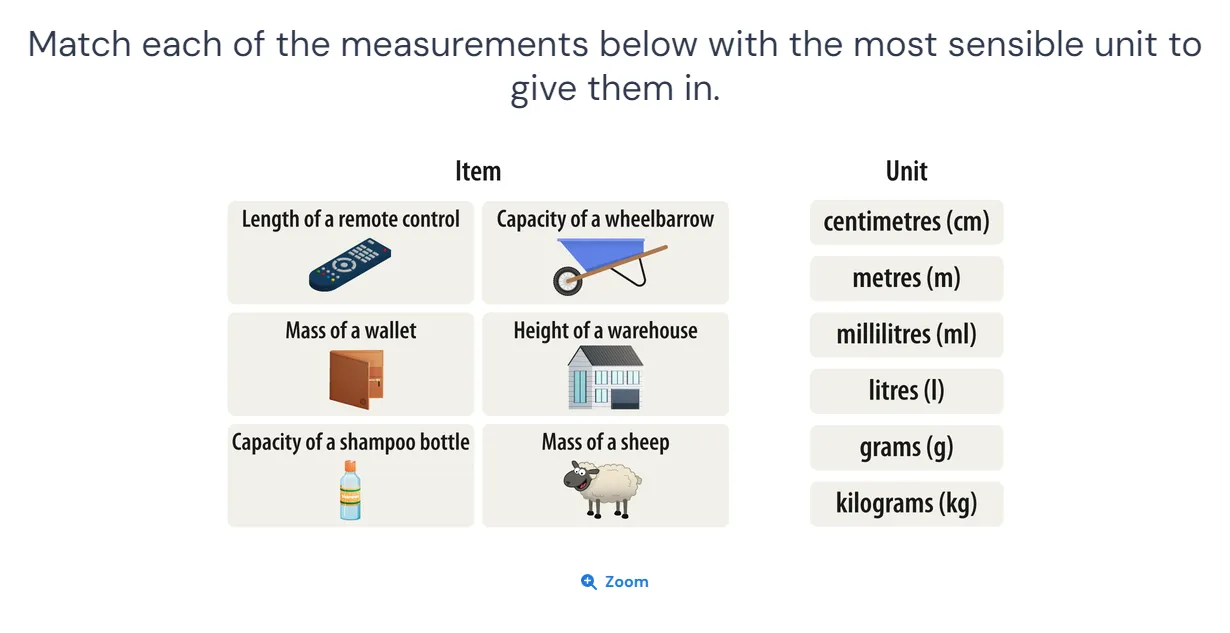 Match each of the measurements below with the most sensible unit to
give them in.
Item
Unit
Length of a remote control
Capacity of a wheelbarrow
centimetres (cm)
metres (m)
Mass of a wallet
Height of a warehouse
millilitres (ml)
litres (l)
Capacity of a shampoo bottle
Mass of a sheep
grams (g)
kilograms (kg)
Zoom